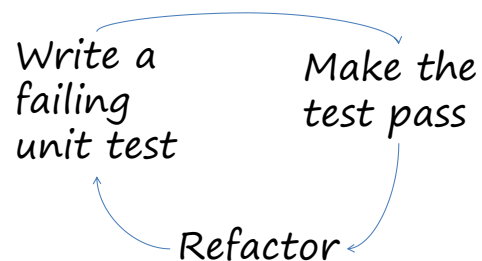 Write a
failing
unit test
Make the
test pass
Refactor